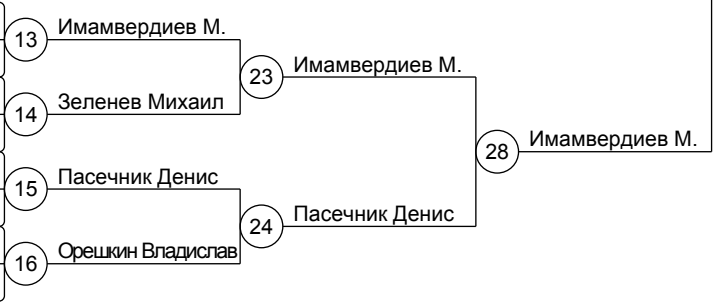 13 Имамвердиев М.
23 Имамвердиев М.
14 Зеленев Михаил
28 Имамвердиев М.
15 Пасечник Денис
24 Пасечник Денис
16 Орешкин Владислав